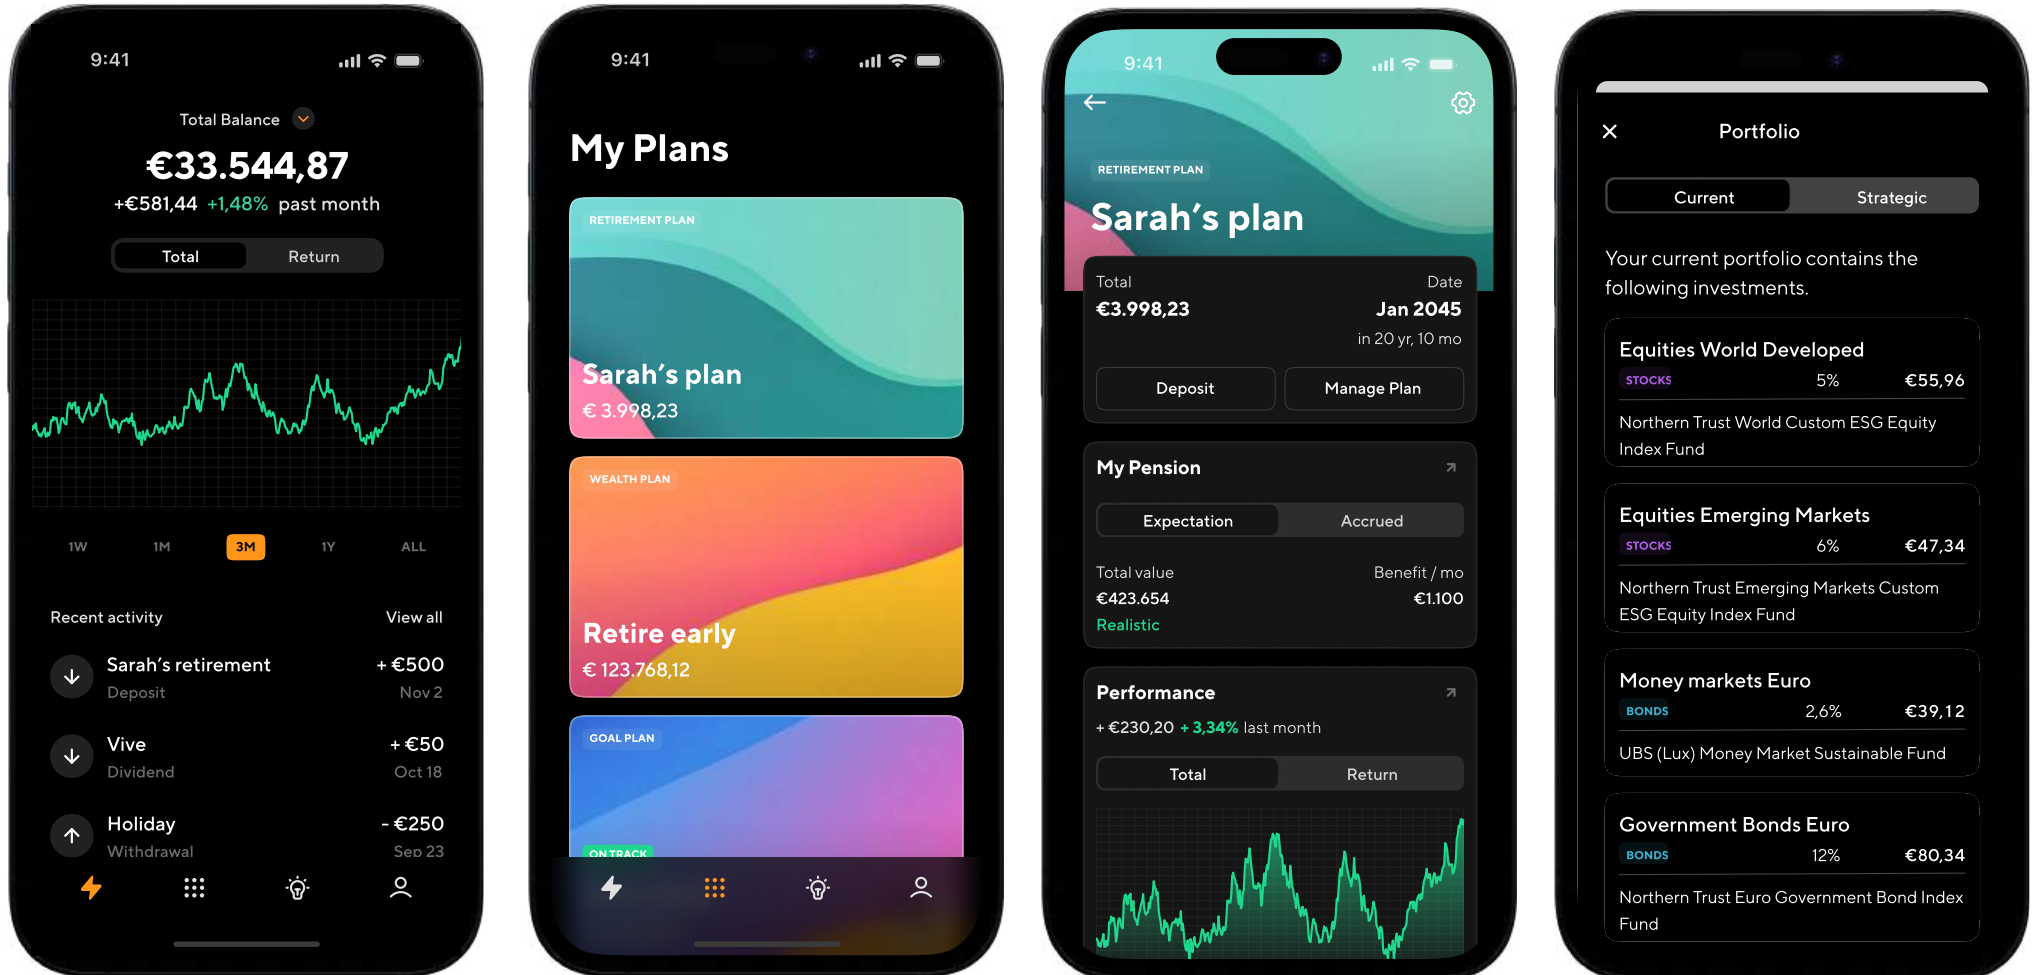 9:41
Total Balance
€33.544,87
+€581,44 +1,48% past month
Total Return
1W 1M 3M 1Y ALL
Recent activity View all
Sarah's retirement + €500
Deposit Nov 2
Vive + €50
Dividend Oct 18
Holiday - €250
Withdrawal Sep 23
9:41
My Plans
RETIREMENT PLAN
Sarah's plan
€ 3.998,23
WEALTH PLAN
Retire early
€ 123.768,12
GOAL PLAN
ON TRACK
9:41
RETIREMENT PLAN
Sarah's plan
Total Date
€3.998,23 Jan 2045
in 20 yr, 10 mo
Deposit Manage Plan
My Pension
Expectation Accrued
Total value Benefit / mo
€423.654 €1.100
Realistic
Performance
+ €230,20 + 3,34% last month
Total Return
Portfolio
Current Strategic
Your current portfolio contains the
following investments.
Equities World Developed
STOCKS 5% €55,96
Northern Trust World Custom ESG Equity
Index Fund
Equities Emerging Markets
STOCKS 6% €47,34
Northern Trust Emerging Markets Custom
ESG Equity Index Fund
Money markets Euro
BONDS 2,6% €39,12
UBS (Lux) Money Market Sustainable Fund
Government Bonds Euro
BONDS 12% €80,34
Northern Trust Euro Government Bond Index
Fund